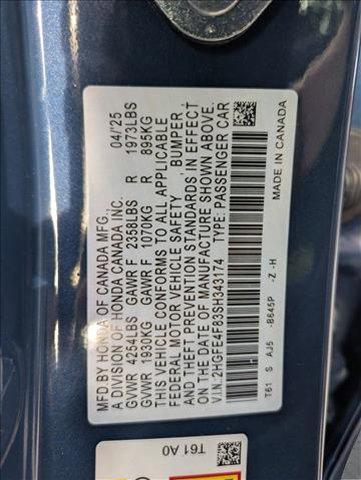 MFD. BY HONDA OF CANADA MFG., 04/'25
A DIVISION OF HONDA CANADA INC.
GVWR 4254LBS GAWR F 2358LBS R 1973LBS
GVWR 1930KG GAWR F 1070KG R 895KG
THIS VEHICLE CONFORMS TO ALL APPLICABLE
FEDERAL MOTOR VEHICLE SAFETY, BUMPER,
AND THEFT PREVENTION STANDARDS IN EFFECT
ON THE DATE OF MANUFACTURE SHOWN ABOVE.
V.I.N.: 2HGFE4F83SH343174 TYPE: PASSENGER CAR
T61 S AJ5 -B645P -Z -H MADE IN CANADA
T61 A0